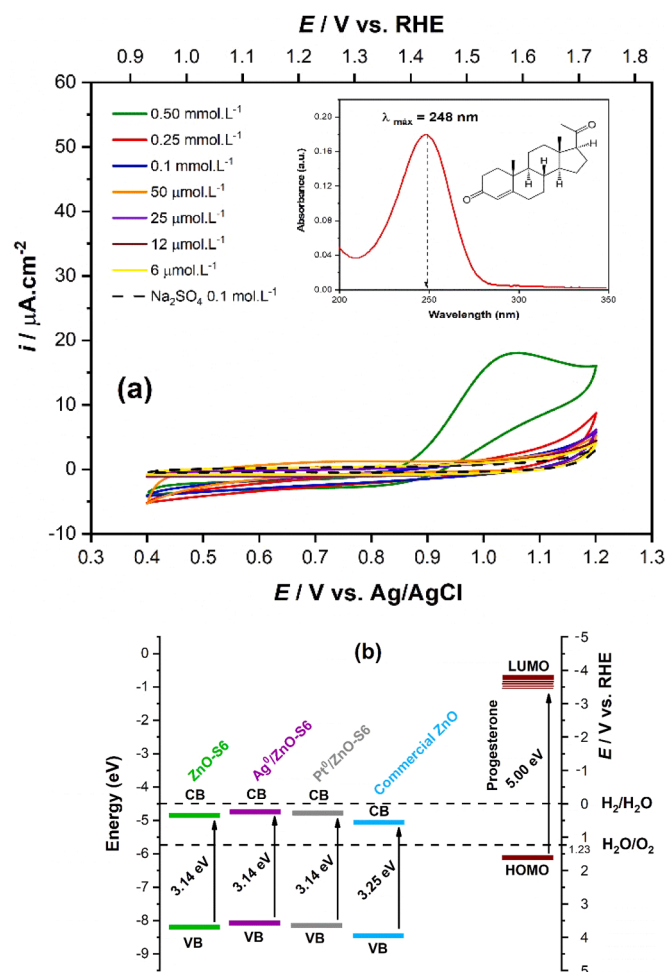 E / V vs. RHE
0.9 1.0 1.1 1.2 1.3 1.4 1.5 1.6 1.7 1.8
60
50
40
30
20
10
0
-10
i / μA.cm-2
0.50 mmol.L-1
0.25 mmol.L-1
0.1 mmol.L-1
50 μmol.L-1
25 μmol.L-1
12 μmol.L-1
6 μmol.L-1
Na2SO4 0.1 mol.L-1
λ máx = 248 nm
0.20
0.16
0.12
0.08
0.04
0.00
Absorbance (a.u.)
200 250 300 350
Wavelength (nm)
O
H
H
H
H
O
(a)
0.3 0.4 0.5 0.6 0.7 0.8 0.9 1.0 1.1 1.2 1.3
E / V vs. Ag/AgCl
(b)
0
-1
-2
-3
-4
-5
-6
-7
-8
-9
Energy (eV)
ZnO-S6
Ag0/ZnO-S6
Pt0/ZnO-S6
Commercial ZnO
CB
CB
CB
CB
3.14 eV
3.14 eV
3.14 eV
3.25 eV
VB
VB
VB
VB
LUMO
Progesterone
5.00 eV
HOMO
-5
-4
-3
-2
-1
0
1
1.23
2
3
4
5
E / V vs. RHE
H2/H2O
H2O/O2